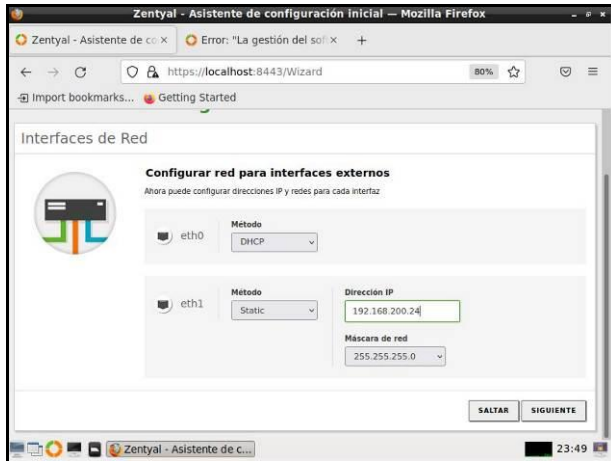 Zentyal - Asistente de configuración inicial — Mozilla Firefox
Zentyal - Asistente de co
Error: "La gestión del soft
https://localhost:8443/Wizard
80%
Import bookmarks... Getting Started
Interfaces de Red
Configurar red para interfaces externos
Ahora puede configurar direcciones IP y redes para cada interfaz
eth0
Método
DHCP
eth1
Método
Static
Dirección IP
192.168.200.24
Máscara de red
255.255.255.0
SALTAR SIGUIENTE
Zentyal - Asistente de c...
23:49